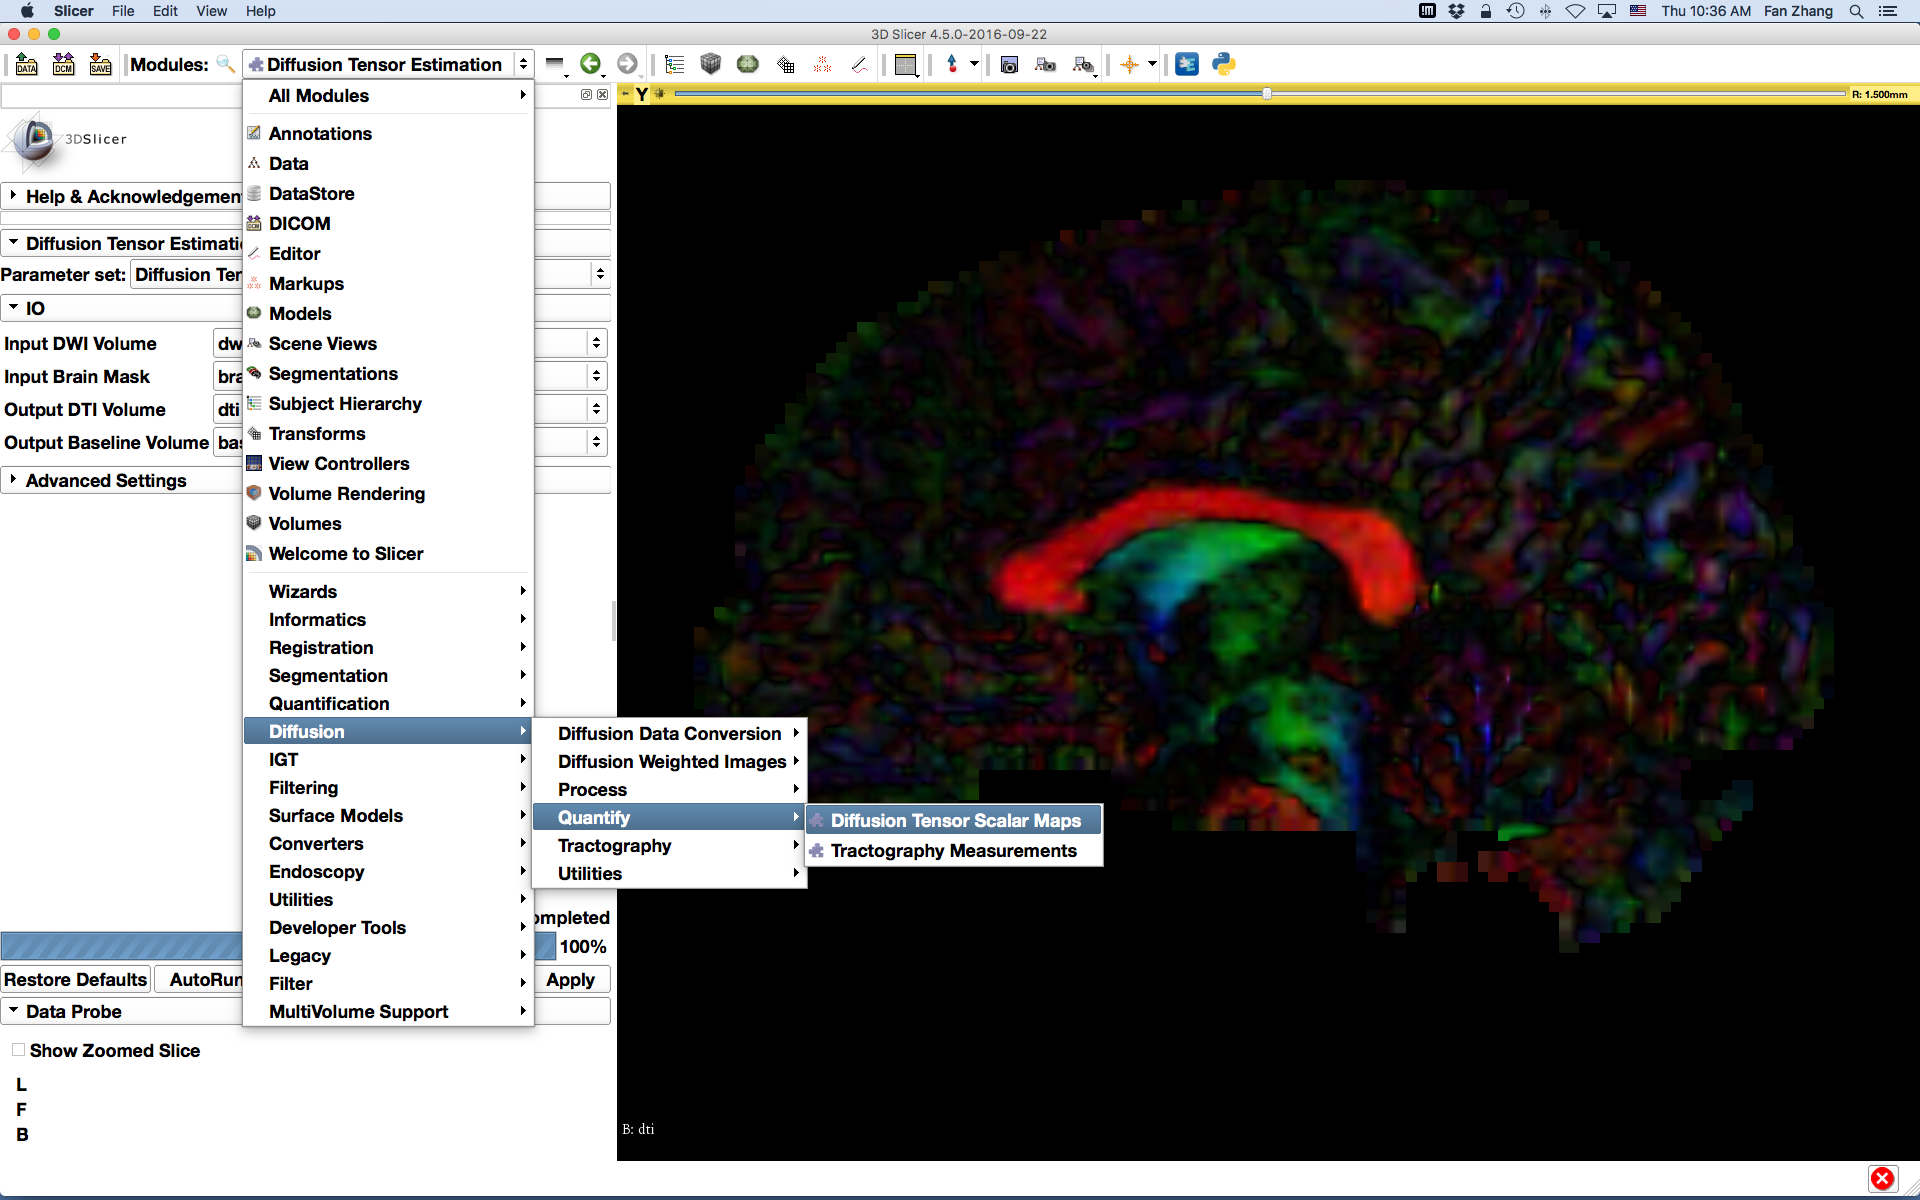 Slicer File Edit View Help Thu 10:36 AM Fan Zhang
3D Slicer 4.5.0-2016-09-22
DATA DCM SAVE Modules: Diffusion Tensor Estimation
Y R: 1.500mm
All Modules
3DSlicer
Annotations
Data
DataStore
DICOM
Editor
Markups
Models
Scene Views
Segmentations
Subject Hierarchy
Transforms
View Controllers
Volume Rendering
Volumes
Welcome to Slicer
Wizards
Informatics
Registration
Segmentation
Quantification
Diffusion
IGT
Filtering
Surface Models
Converters
Endoscopy
Utilities
Developer Tools
Legacy
Filter
MultiVolume Support
Diffusion Data Conversion
Diffusion Weighted Images
Process
Quantify
Tractography
Utilities
Diffusion Tensor Scalar Maps
Tractography Measurements
Help & Acknowledgemen
Diffusion Tensor Estimati
Parameter set: Diffusion Ter
IO
Input DWI Volume dw
Input Brain Mask bra
Output DTI Volume dti
Output Baseline Volume bas
Advanced Settings
ompleted
100%
Restore Defaults AutoRun Apply
Data Probe
Show Zoomed Slice
L
F
B
B: dti